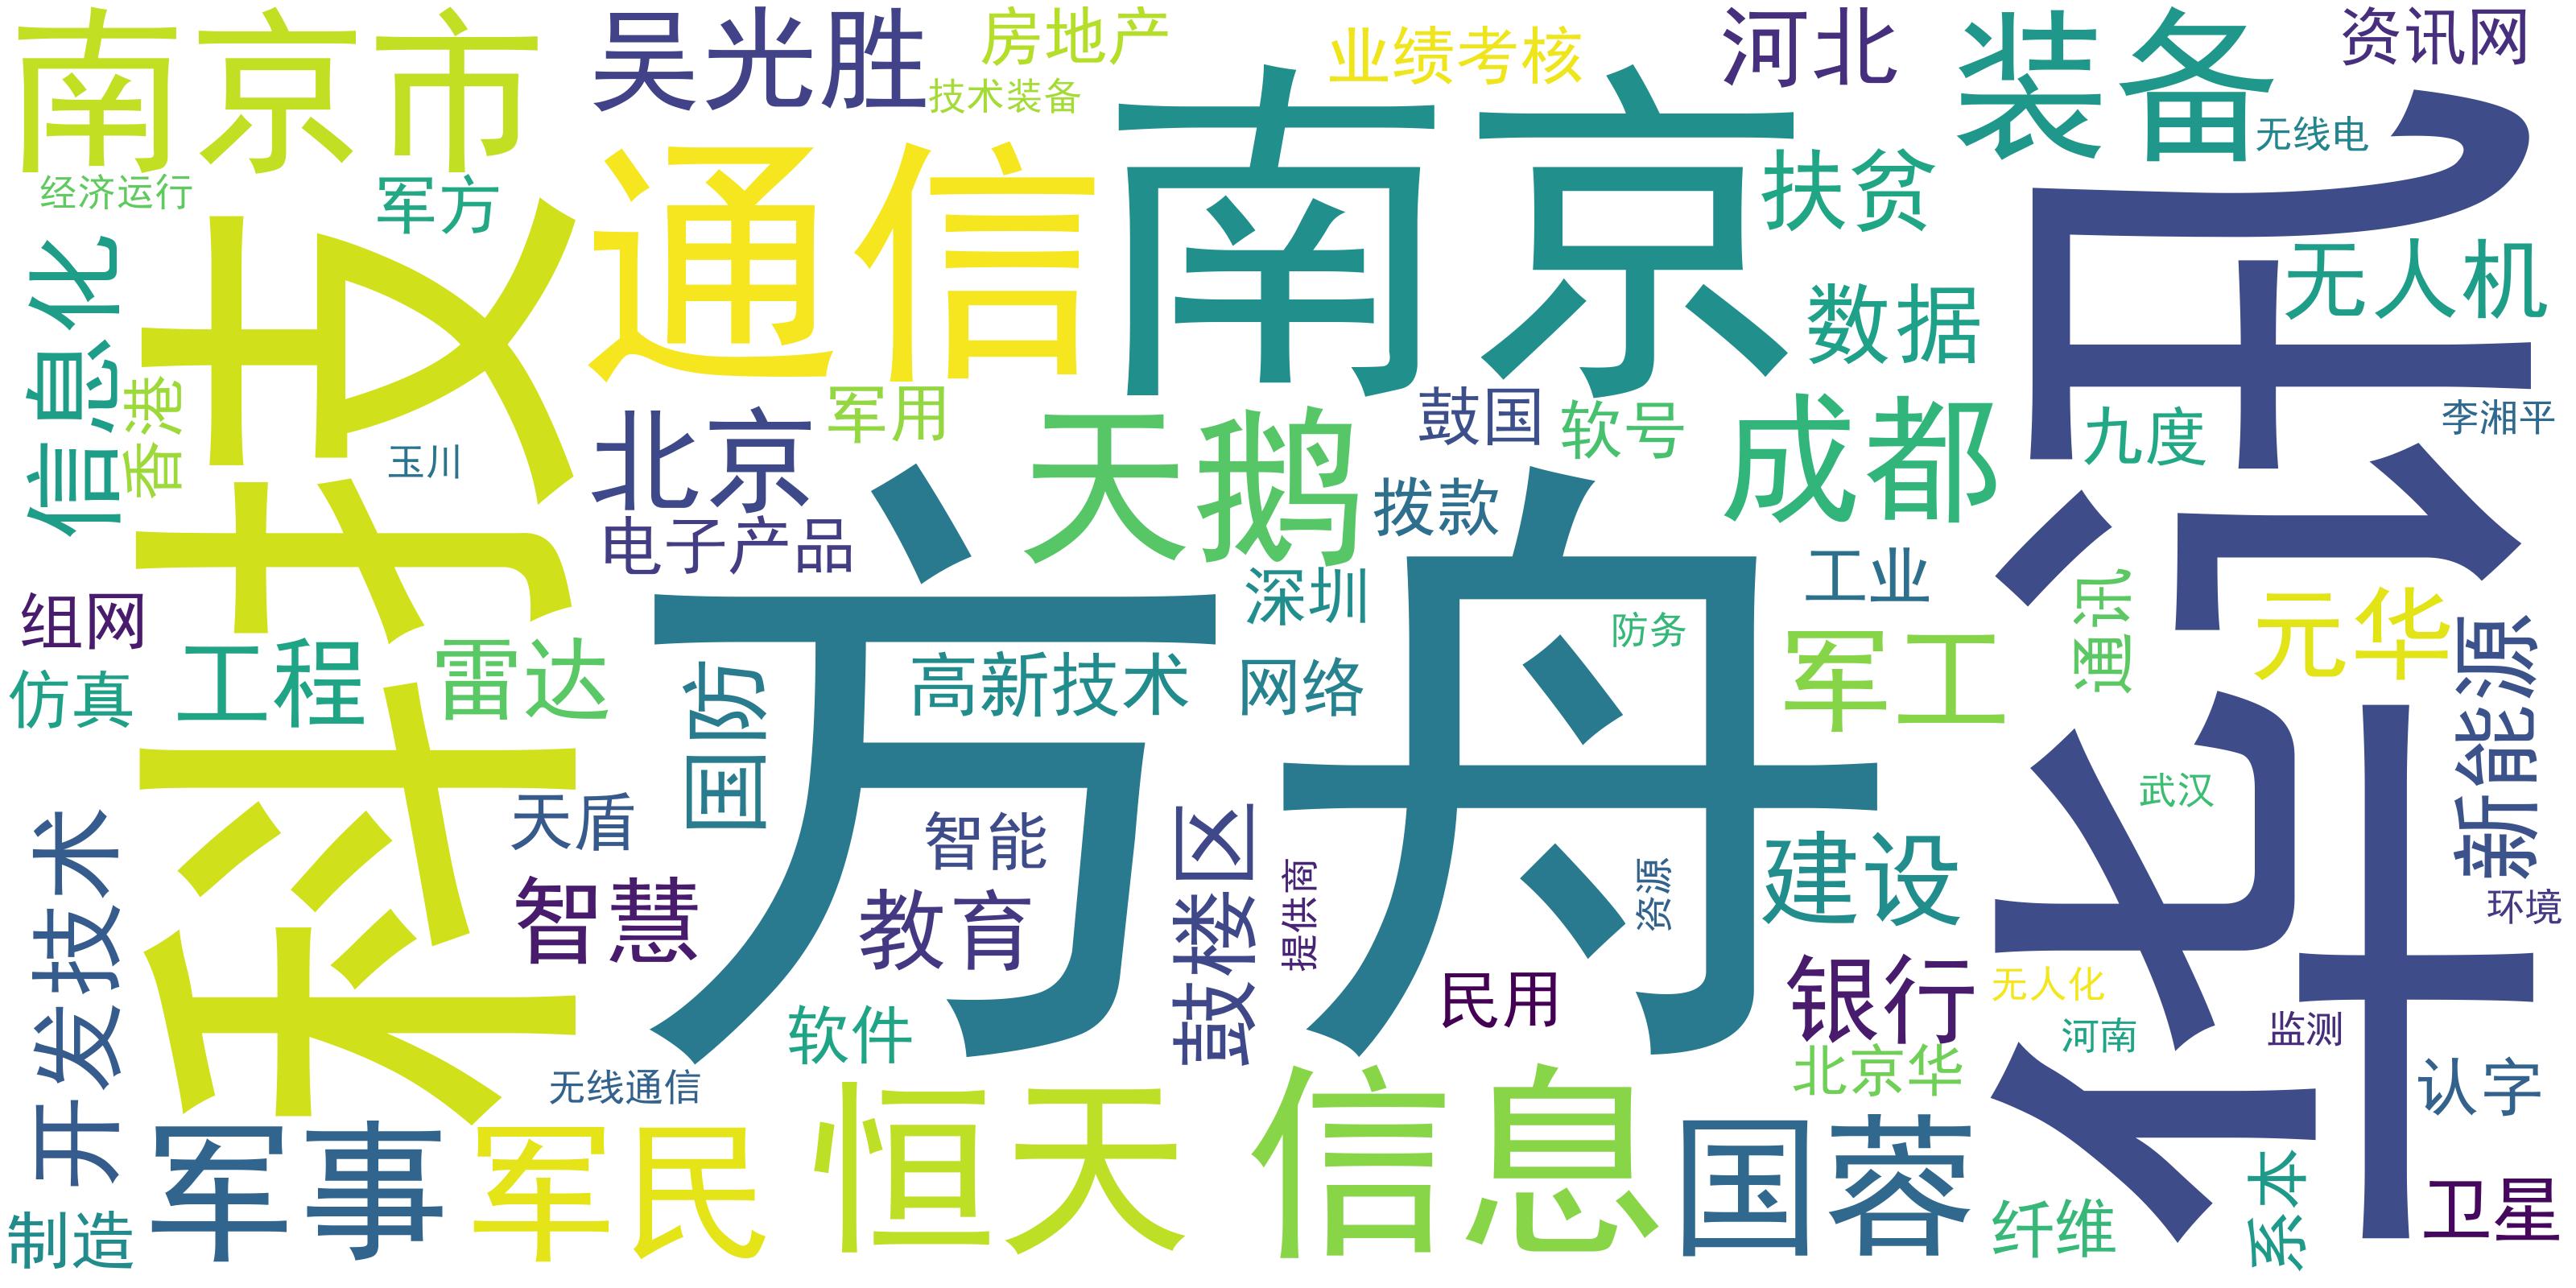 南京市
吴光胜
房地产
业绩考核
河北
装备
资讯网
技术装备
无线电
经济运行
军方
通信
南京
扶贫
华讯
无人机
信息化
科技
香港
数据
玉川
北京
军用
天鹅
鼓国
软号
成都
九度
李湘平
电子产品
拨款
方舟
工业
深圳
通讯
组网
仿真
工程
雷达
国防
高新技术
网络
防务
军工
元华
新能源
天盾
智能
智慧
教育
鼓楼区
提供商
资源
建设
武汉
环境
开发技术
软件
民用
银行
无人化
河南
监测
无线通信
北京华
认字
制造
军事
军民
恒天
信息
国蓉
纤维
系本
卫星